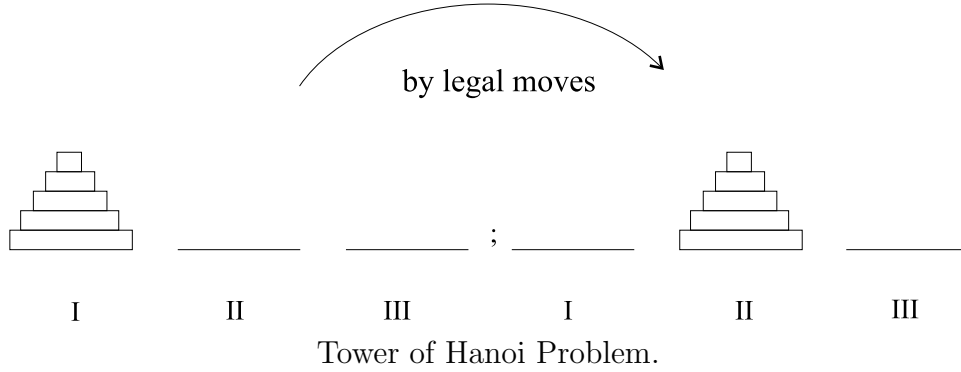 by legal moves
;
I II III I II III
Tower of Hanoi Problem.